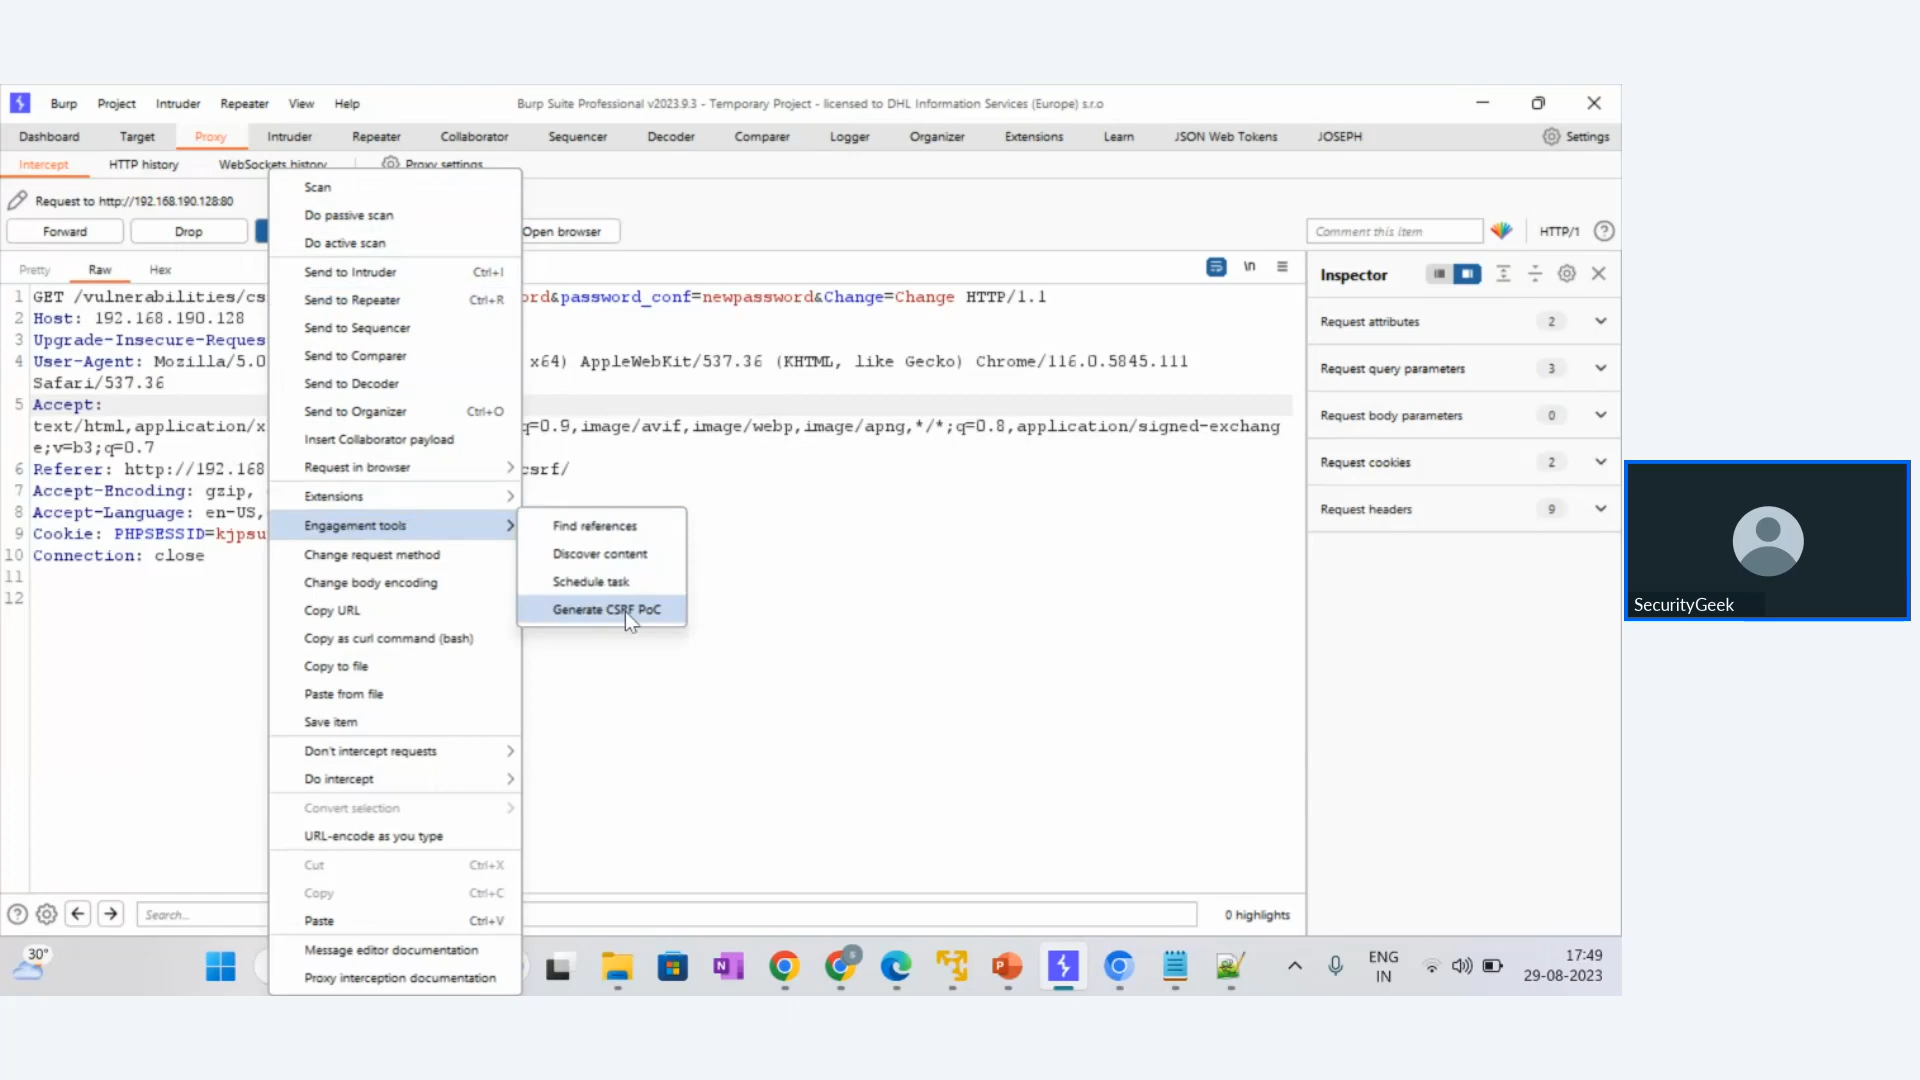 Burp Project Intruder Repeater View Help Burp Suite Professional v2023.9.3 - Temporary Project - licensed to DHL Information Services (Europe) s.r.o
Dashboard Target Proxy Intruder Repeater Collaborator Sequencer Decoder Comparer Logger Organizer Extensions Learn JSON Web Tokens JOSEPH Settings
Intercept HTTP history WebSockets history Proxy settings
Request to http://192.168.190.128:80
Forward Drop Open browser Comment this item HTTP/1 ?
Pretty Raw Hex \n
1 GET /vulnerabilities/cs ord&password_conf=newpassword&Change=Change HTTP/1.1
2 Host: 192.168.190.128
3 Upgrade-Insecure-Reques
4 User-Agent: Mozilla/5.0 x64) AppleWebKit/537.36 (KHTML, like Gecko) Chrome/116.0.5845.111
Safari/537.36
5 Accept:
text/html,application/x q=0.9,image/avif,image/webp,image/apng,*/*;q=0.8,application/signed-exchang
e;v=b3;q=0.7
6 Referer: http://192.168 csrf/
7 Accept-Encoding: gzip,
8 Accept-Language: en-US,
9 Cookie: PHPSESSID=kjpsu
10 Connection: close
11
12
Scan
Do passive scan
Do active scan
Send to Intruder Ctrl+I
Send to Repeater Ctrl+R
Send to Sequencer
Send to Comparer
Send to Decoder
Send to Organizer Ctrl+O
Insert Collaborator payload
Request in browser
Extensions
Engagement tools
Change request method
Change body encoding
Copy URL
Copy as curl command (bash)
Copy to file
Paste from file
Save item
Don't intercept requests
Do intercept
Convert selection
URL-encode as you type
Cut Ctrl+X
Copy Ctrl+C
Paste Ctrl+V
Message editor documentation
Proxy interception documentation
Find references
Discover content
Schedule task
Generate CSRF PoC
Inspector
Request attributes 2
Request query parameters 3
Request body parameters 0
Request cookies 2
Request headers 9
SecurityGeek
? Search... 0 highlights
30° ENG
IN
17:49
29-08-2023